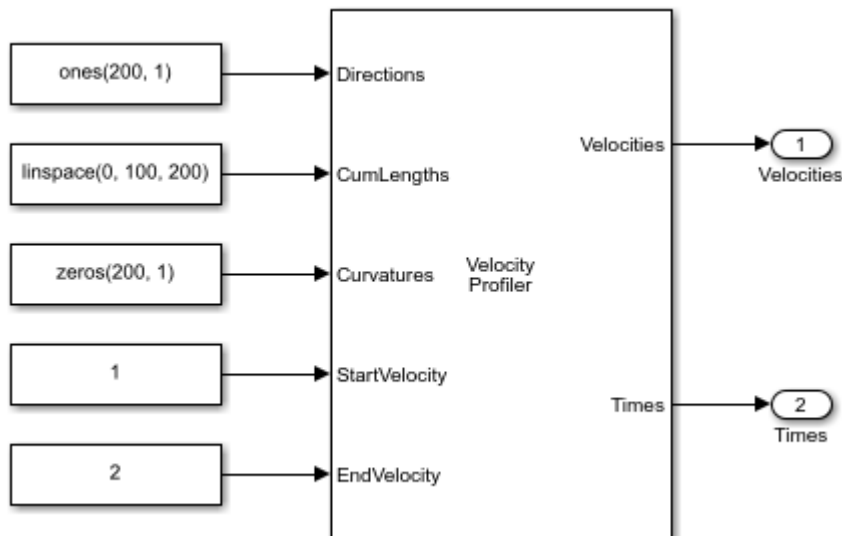 ones(200, 1)
Directions
linspace(0, 100, 200)
CumLengths
zeros(200, 1)
Curvatures
1
StartVelocity
2
EndVelocity
Velocity
Profiler
Velocities
1
Velocities
Times
2
Times